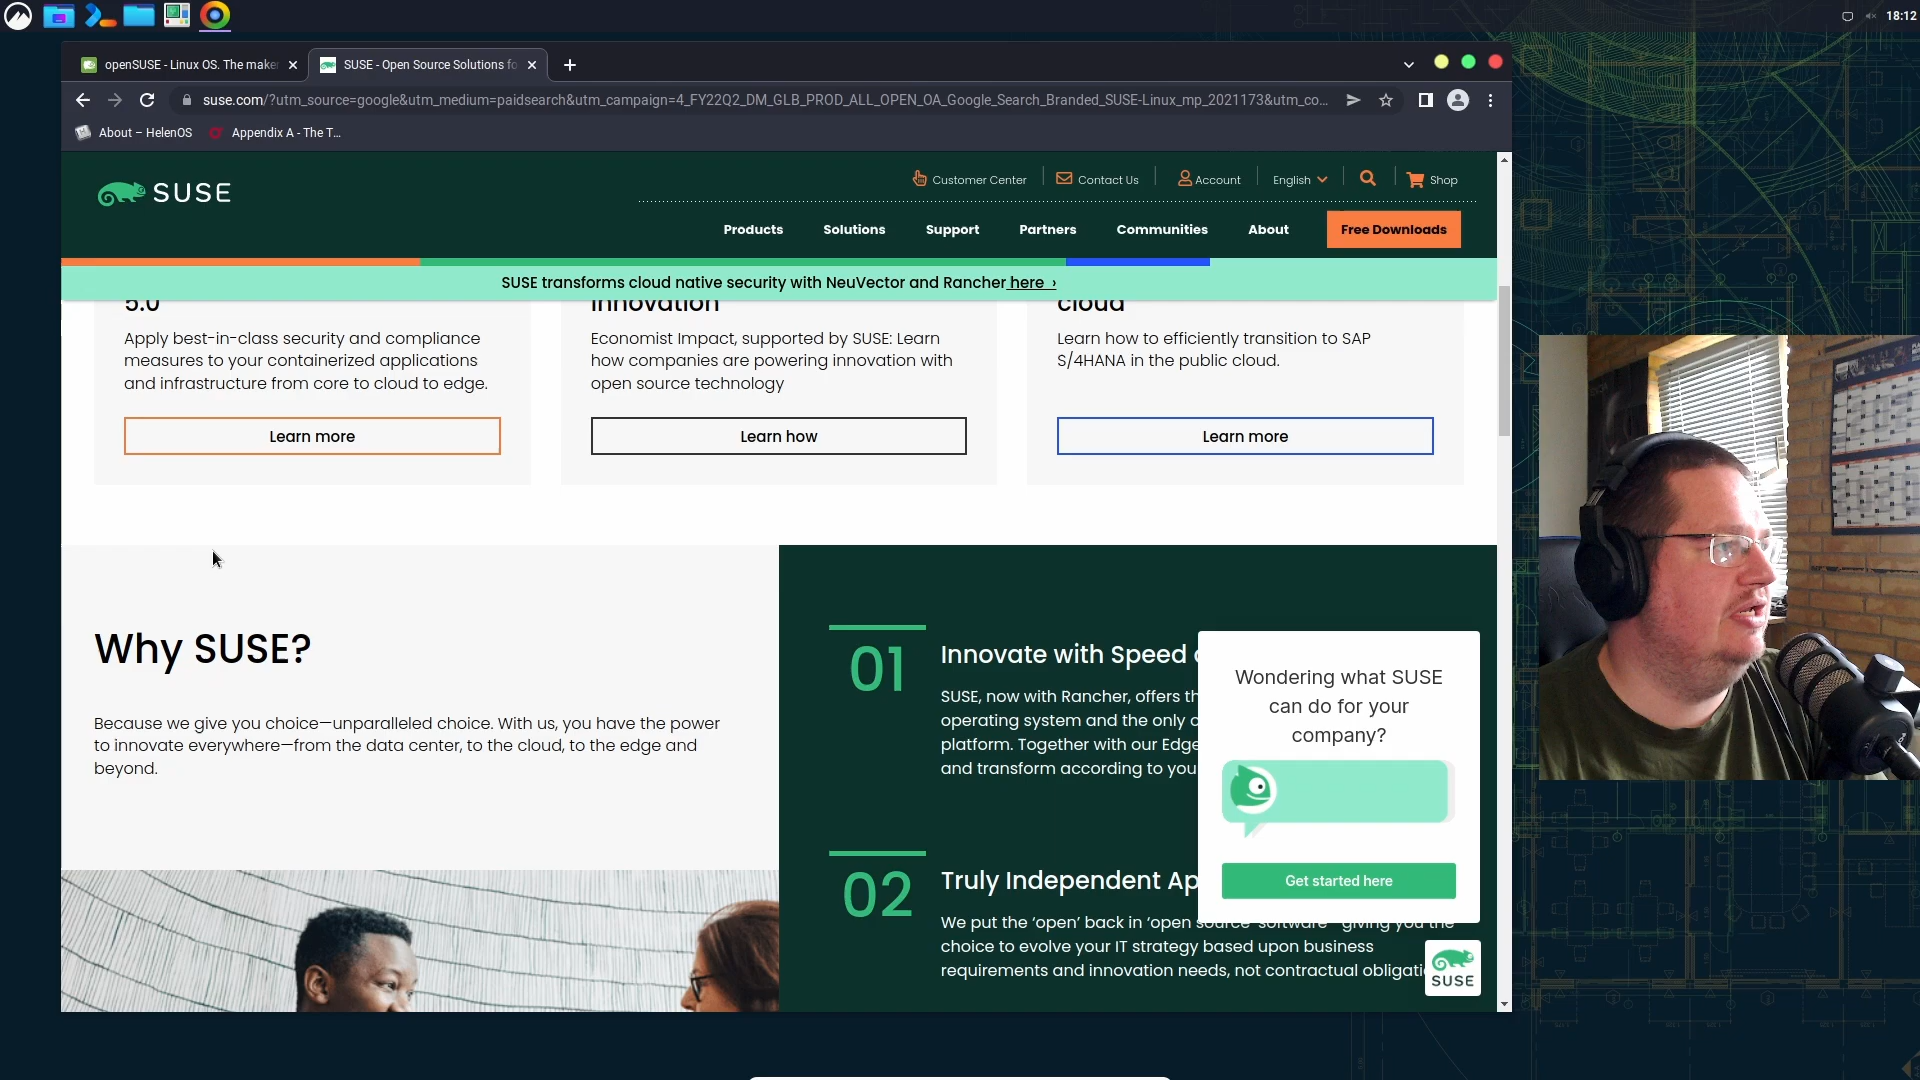 18:12
openSUSE - Linux OS. The make
SUSE - Open Source Solutions fo
suse.com/?utm_source=google&utm_medium=paidsearch&utm_campaign=4_FY22Q2_DM_GLB_PROD_ALL_OPEN_OA_Google_Search_Branded_SUSE-Linux_mp_2021173&utm_co...
About – HelenOS
Appendix A - The T...
SUSE
Customer Center
Contact Us
Account
English
Shop
Products
Solutions
Support
Partners
Communities
About
Free Downloads
SUSE transforms cloud native security with NeuVector and Rancher here ›
5.0
Apply best-in-class security and compliance
measures to your containerized applications
and infrastructure from core to cloud to edge.
Learn more
innovation
Economist Impact, supported by SUSE: Learn
how companies are powering innovation with
open source technology
Learn how
cloud
Learn how to efficiently transition to SAP
S/4HANA in the public cloud.
Learn more
Why SUSE?
Because we give you choice—unparalleled choice. With us, you have the power
to innovate everywhere—from the data center, to the cloud, to the edge and
beyond.
01
Innovate with Speed
SUSE, now with Rancher, offers th
operating system and the only c
platform. Together with our Edge
and transform according to you
02
Truly Independent Ap
We put the ‘open’ back in ‘open source’ software giving you the
choice to evolve your IT strategy based upon business
requirements and innovation needs, not contractual obligati
Wondering what SUSE
can do for your
company?
Get started here
SUSE